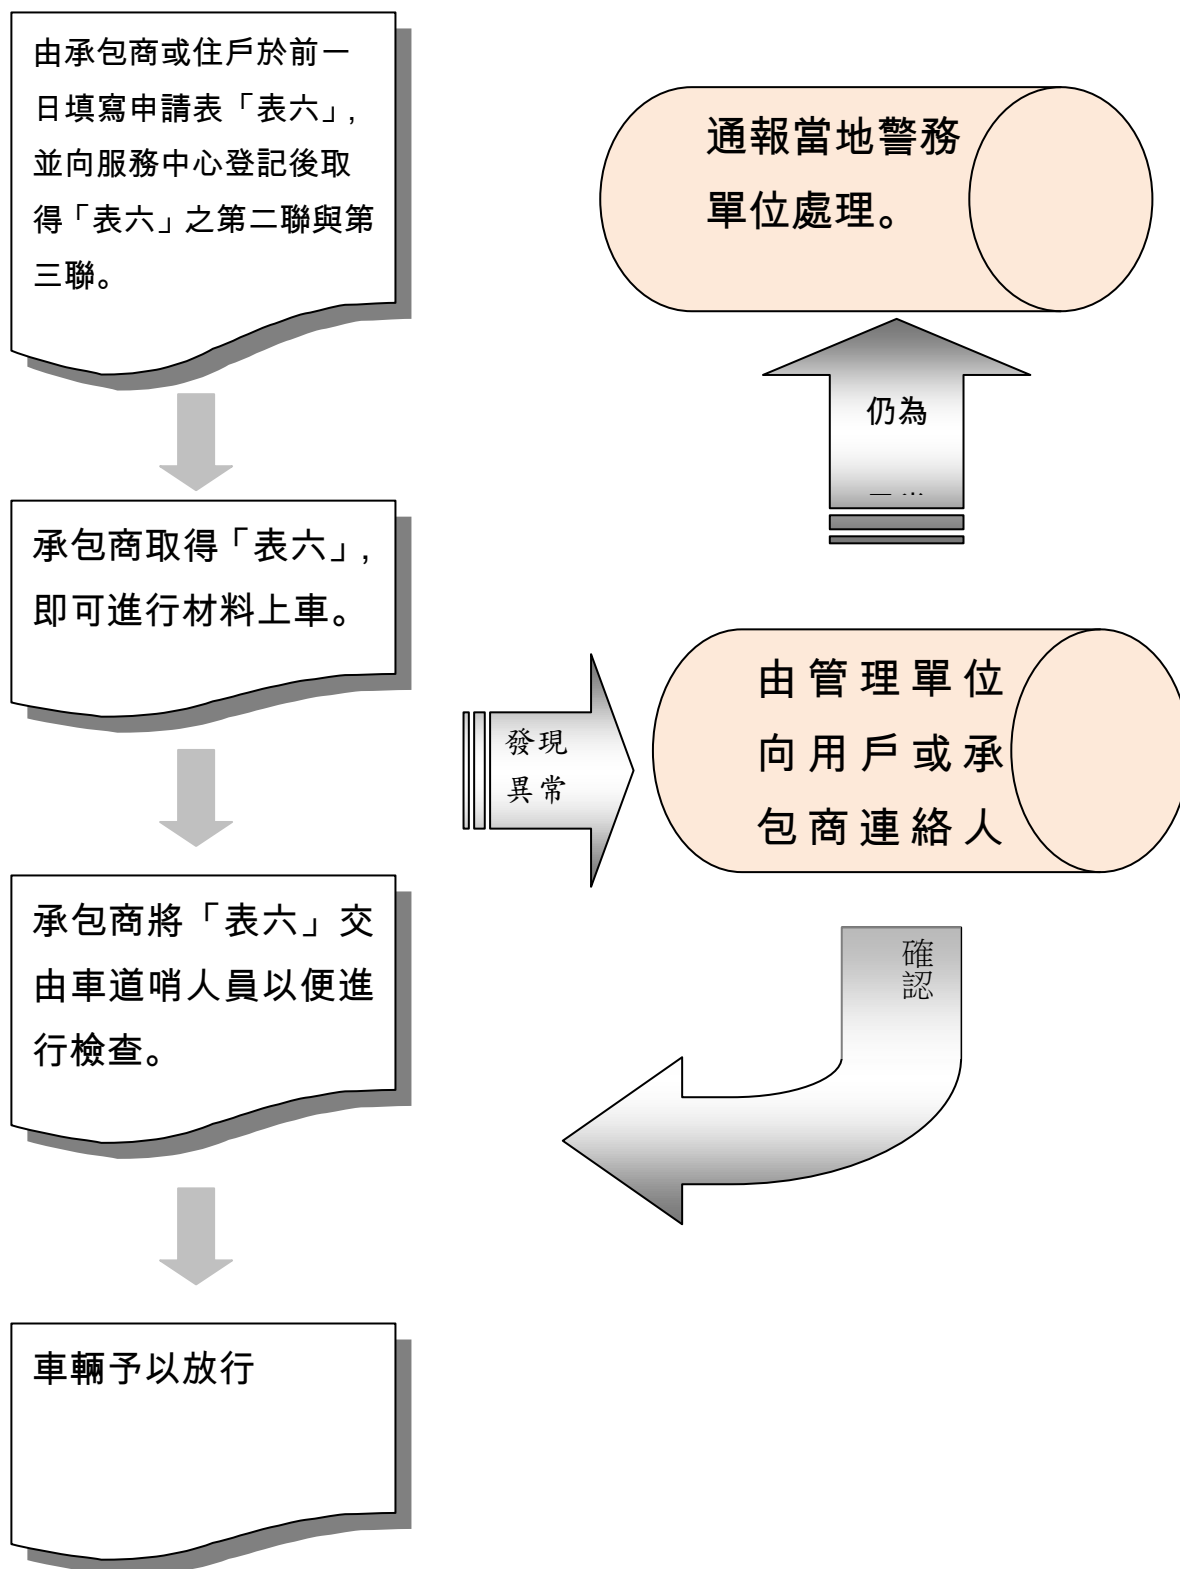 由承包商或住戶於前一
日填寫申請表「表六」,
並向服務中心登記後取
得「表六」之第二聯與第
三聯。
承包商取得「表六」,
即可進行材料上車。
承包商將「表六」交
由車道哨人員以便進
行檢查。
車輛予以放行
通報當地警務
單位處理。
仍為
發現
異常
由管理單位
向用戶或承
包商連絡人
確認